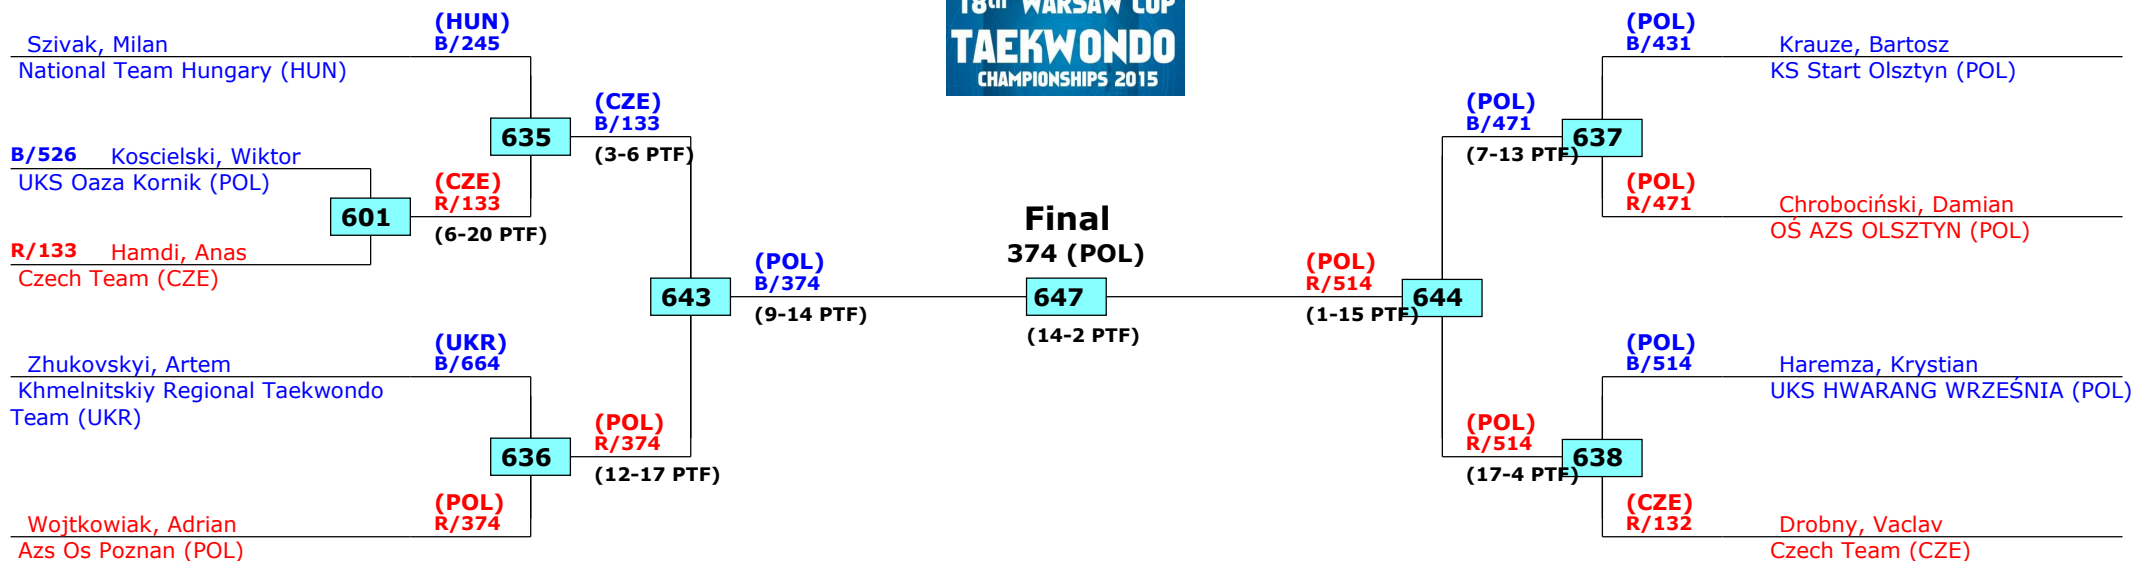 18th WARSAW CUP
TAEKWONDO
CHAMPIONSHIPS 2015
(HUN)
B/245
Szivak, Milan
National Team Hungary (HUN)
(CZE)
B/133
635
(3-6 PTF)
B/526 Koscielski, Wiktor
UKS Oaza Kornik (POL)
(CZE)
R/133
601
(6-20 PTF)
R/133 Hamdi, Anas
Czech Team (CZE)
643
(POL)
B/374
(9-14 PTF)
(UKR)
B/664
Zhukovskyi, Artem
Khmelnitskiy Regional Taekwondo
Team (UKR)
(POL)
R/374
636
(12-17 PTF)
(POL)
R/374
Wojtkowiak, Adrian
Azs Os Poznan (POL)
Final
374 (POL)
647
(14-2 PTF)
(POL)
B/431
Krauze, Bartosz
KS Start Olsztyn (POL)
(POL)
B/471
637
(7-13 PTF)
(POL)
R/471
Chrobociński, Damian
OŚ AZS OLSZTYN (POL)
(POL)
R/514
644
(1-15 PTF)
(POL)
B/514
Haremza, Krystian
UKS HWARANG WRZEŚNIA (POL)
(POL)
R/514
638
(17-4 PTF)
(CZE)
R/132
Drobny, Vaclav
Czech Team (CZE)